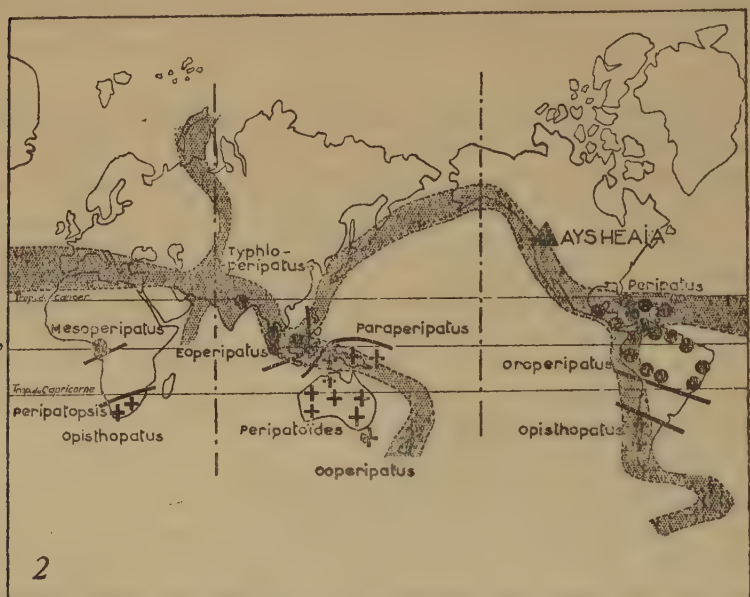 AYSHEAIA
Typhlo-
peripatus
Peripatus
Trop. du Cancer
Mesoperipatus
Paraperipatus
Eoperipatus
Oroperipatus
Trop. du Capricorne
Peripatopsis
Opisthopatus
Peripatoïdes
Opisthopatus
Ooperipatus
2